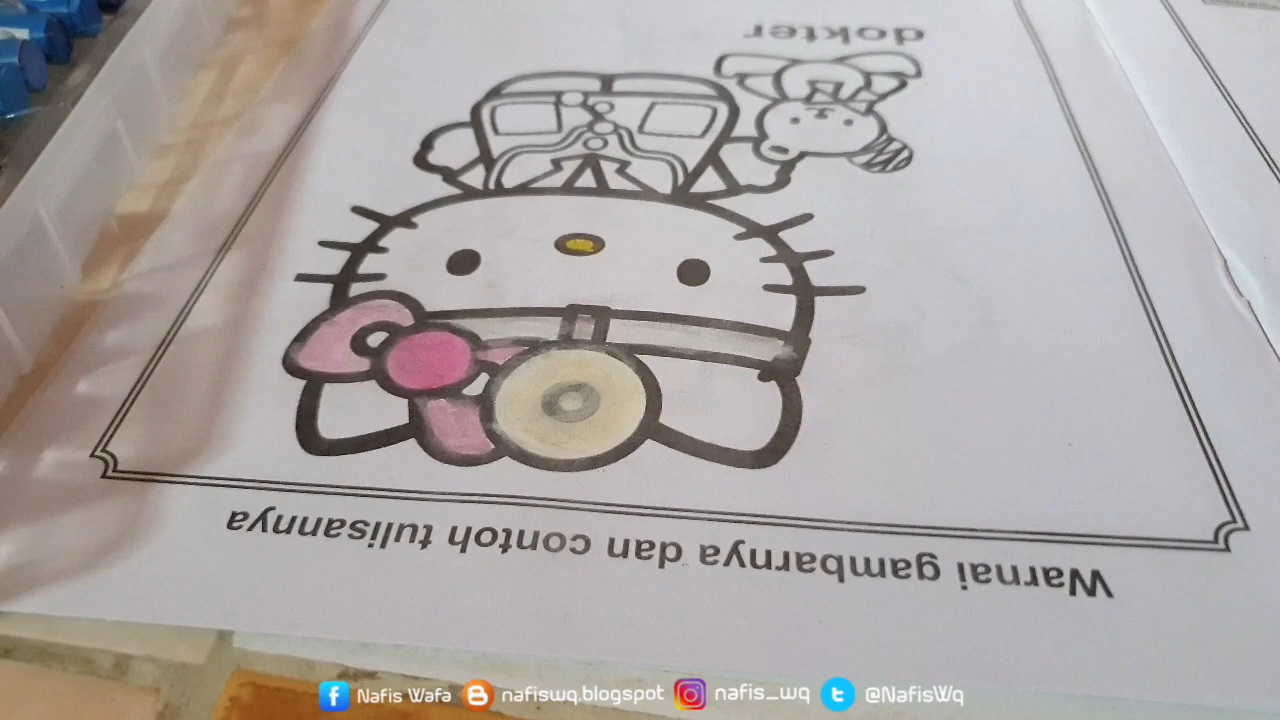 Warnai gambarnya dan contoh tulisannya
dokter
Nafis Wafa nafiswq.blogspot nafis_wq @NafisWq